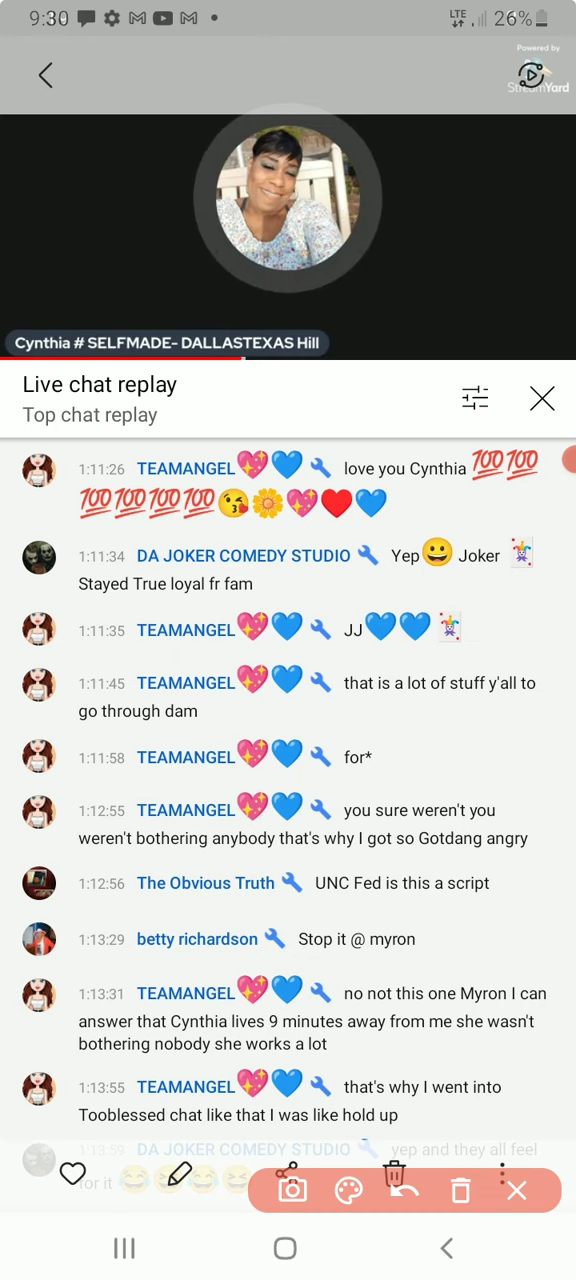 9:30
LTE
26%
Powered by
StreamYard
Cynthia # SELFMADE- DALLASTEXAS Hill
Live chat replay
Top chat replay
1:11:26 TEAMANGEL💖💙 🔧 love you Cynthia 💯💯
💯💯💯💯😘🌼💖♥️💙
1:11:34 DA JOKER COMEDY STUDIO 🔧 Yep😀 Joker 🃏
Stayed True loyal fr fam
1:11:35 TEAMANGEL💖💙 🔧 JJ💙💙 🃏
1:11:45 TEAMANGEL💖💙 🔧 that is a lot of stuff y'all to
go through dam
1:11:58 TEAMANGEL💖💙 🔧 for*
1:12:55 TEAMANGEL💖💙 🔧 you sure weren't you
weren't bothering anybody that's why I got so Gotdang angry
1:12:56 The Obvious Truth 🔧 UNC Fed is this a script
1:13:29 betty richardson 🔧 Stop it @ myron
1:13:31 TEAMANGEL💖💙 🔧 no not this one Myron I can
answer that Cynthia lives 9 minutes away from me she wasn't
bothering nobody she works a lot
1:13:55 TEAMANGEL💖💙 🔧 that's why I went into
Tooblessed chat like that I was like hold up
1:13:59 DA JOKER COMEDY STUDIO 🔧 yep and they all feel
for it 😂😆😂😆